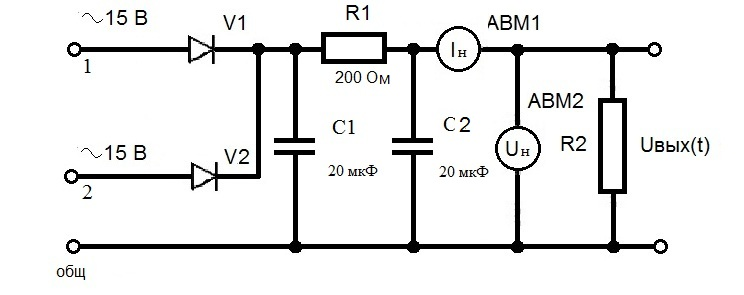 ~15 В
V1
R1
АВМ1
1
200 Ом
Iн
АВМ2
~15 В
V2
C1
C2
Uн
R2
Uвых(t)
2
20 мкФ
20 мкФ
общ